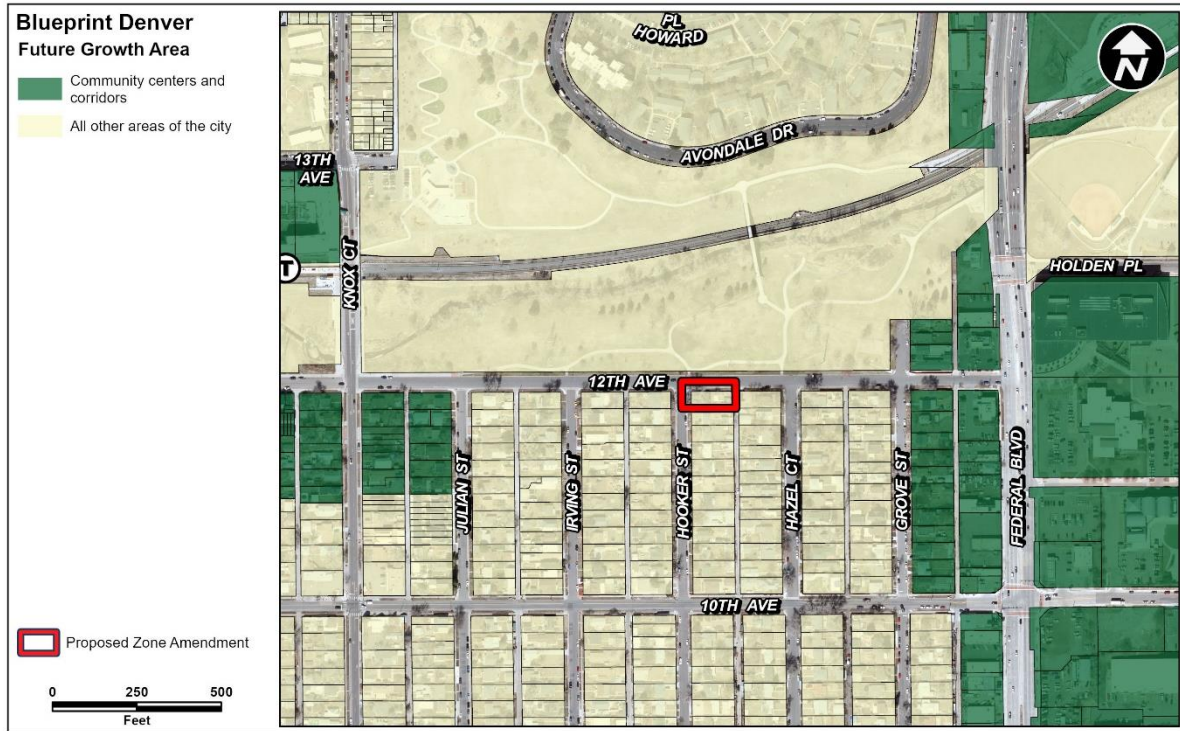 Blueprint Denver
Future Growth Area
Community centers and
corridors
All other areas of the city
Proposed Zone Amendment
0 250 500
Feet
PL
HOWARD
N
AVONDALE DR
13TH
AVE
KNOX CT
T
HOLDEN PL
12TH AVE
JULIAN ST
IRVING ST
HOOKER ST
HAZEL CT
GROVE ST
FEDERAL BLVD
10TH AVE